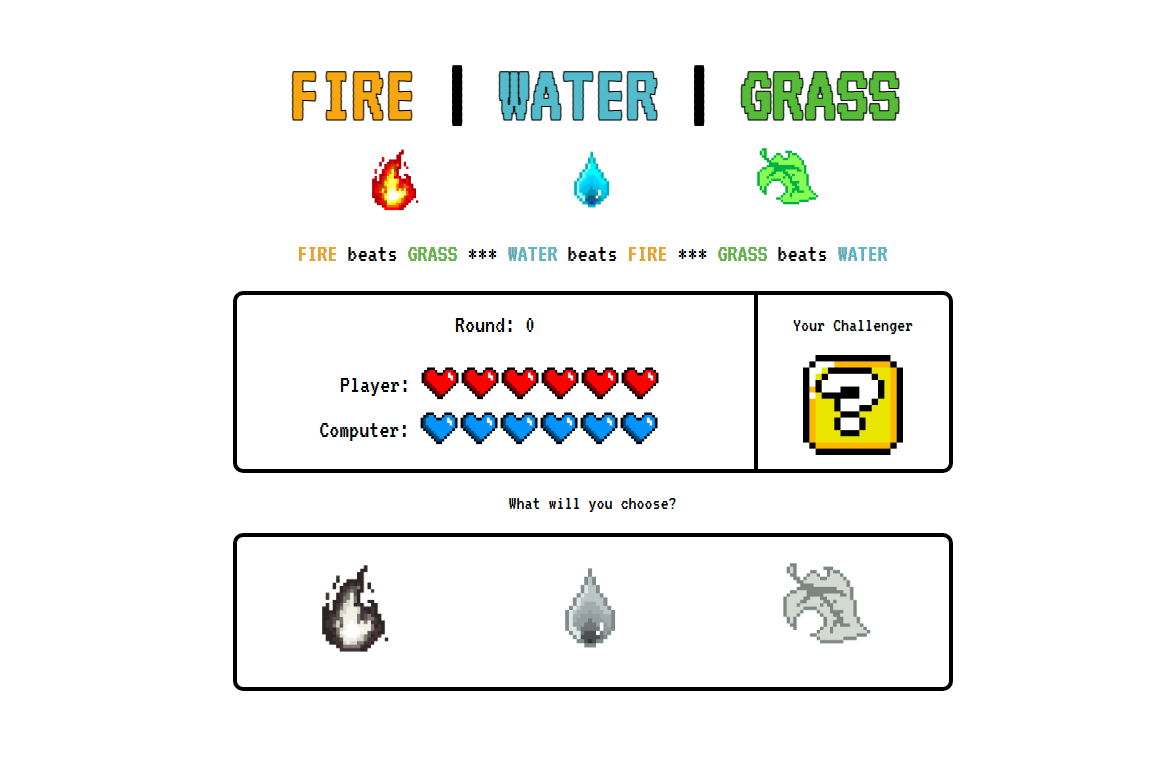 FIRE | WATER | GRASS
FIRE beats GRASS *** WATER beats FIRE *** GRASS beats WATER
Round: 0
Player:
Computer:
Your Challenger
?
What will you choose?